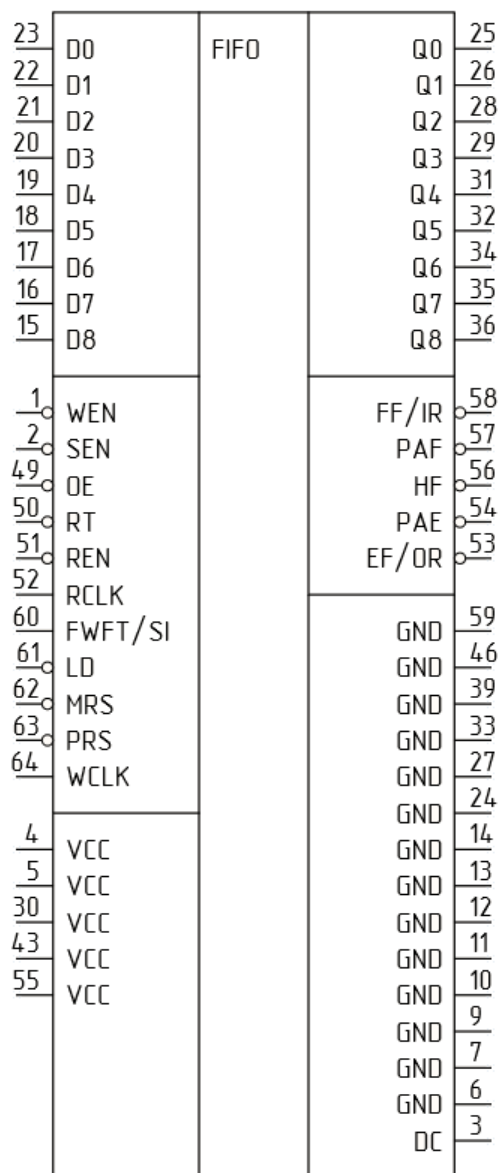 23 D0 FIFO Q0 25
22 D1 Q1 26
21 D2 Q2 28
20 D3 Q3 29
19 D4 Q4 31
18 D5 Q5 32
17 D6 Q6 34
16 D7 Q7 35
15 D8 Q8 36
1 WEN FF/IR 58
2 SEN PAF 57
49 OE HF 56
50 RT PAE 54
51 REN EF/OR 53
52 RCLK
60 FWFT/SI GND 59
61 LD GND 46
62 MRS GND 39
63 PRS GND 33
64 WCLK GND 27
GND 24
4 VCC GND 14
5 VCC GND 13
30 VCC GND 12
43 VCC GND 11
55 VCC GND 10
GND 9
GND 7
GND 6
DC 3